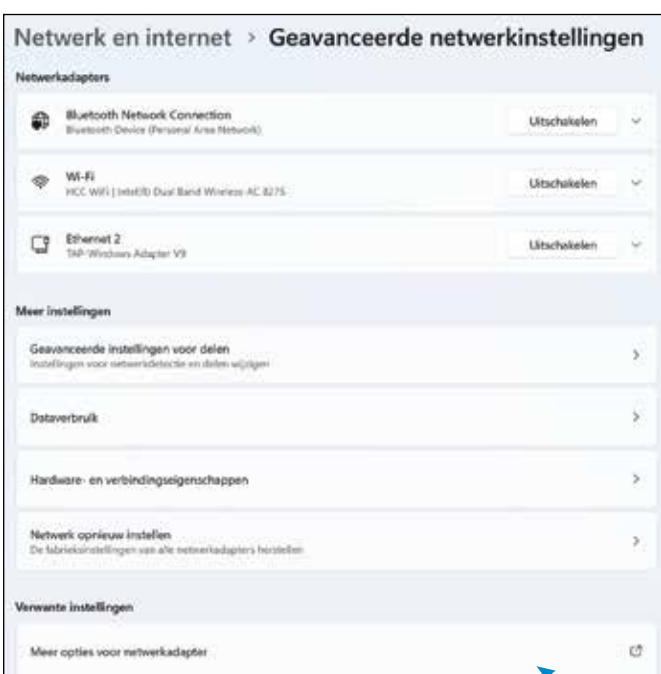 Netwerk en internet > Geavanceerde netwerkinstellingen
Netwerkadapters
Bluetooth Network Connection
Uitschakelen
Bluetooth Device (Personal Area Network)
Wi-Fi
Uitschakelen
HCC WiFi | Intel(R) Dual Band Wireless-AC 8275
Ethernet 2
Uitschakelen
TAP-Windows Adapter V9
Meer instellingen
Geavanceerde instellingen voor delen
Instellingen voor netwerkdetectie en delen wijzigen
Dataverbruik
Hardware- en verbindingseigenschappen
Netwerk opnieuw instellen
De fabrieksinstellingen van alle netwerkadapters herstellen
Verwante instellingen
Meer opties voor netwerkadapter